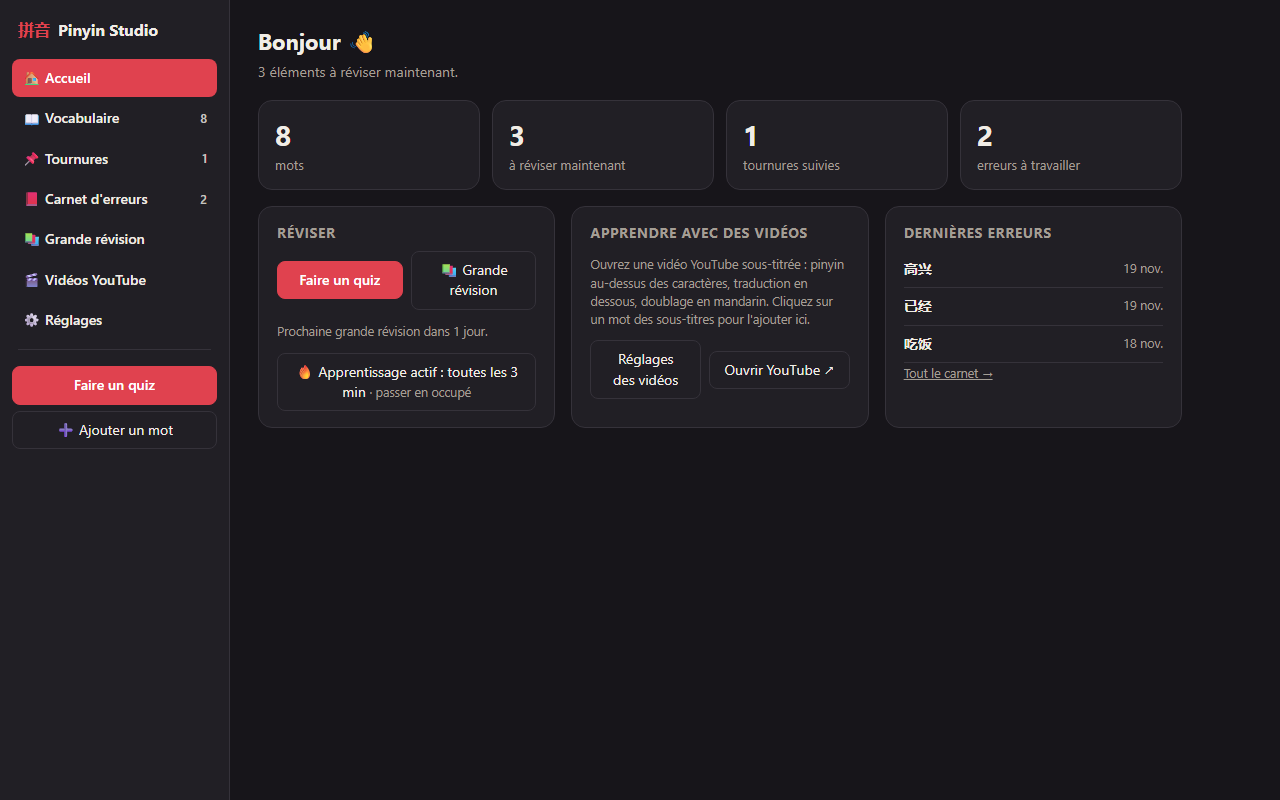 拼音 Pinyin Studio
🏠 Accueil
📖 Vocabulaire 8
📌 Tournures 1
📕 Carnet d'erreurs 2
📚 Grande révision
🎬 Vidéos YouTube
⚙ Réglages
Faire un quiz
➕ Ajouter un mot
Bonjour 👋
3 éléments à réviser maintenant.
8
mots
3
à réviser maintenant
1
tournures suivies
2
erreurs à travailler
RÉVISER
Faire un quiz
📚 Grande
révision
Prochaine grande révision dans 1 jour.
🔥 Apprentissage actif : toutes les 3
min · passer en occupé
APPRENDRE AVEC DES VIDÉOS
Ouvrez une vidéo YouTube sous-titrée : pinyin
au-dessus des caractères, traduction en
dessous, doublage en mandarin. Cliquez sur
un mot des sous-titres pour l'ajouter ici.
Réglages
des vidéos
Ouvrir YouTube ↗
DERNIÈRES ERREURS
高兴 19 nov.
已经 19 nov.
吃饭 18 nov.
Tout le carnet →